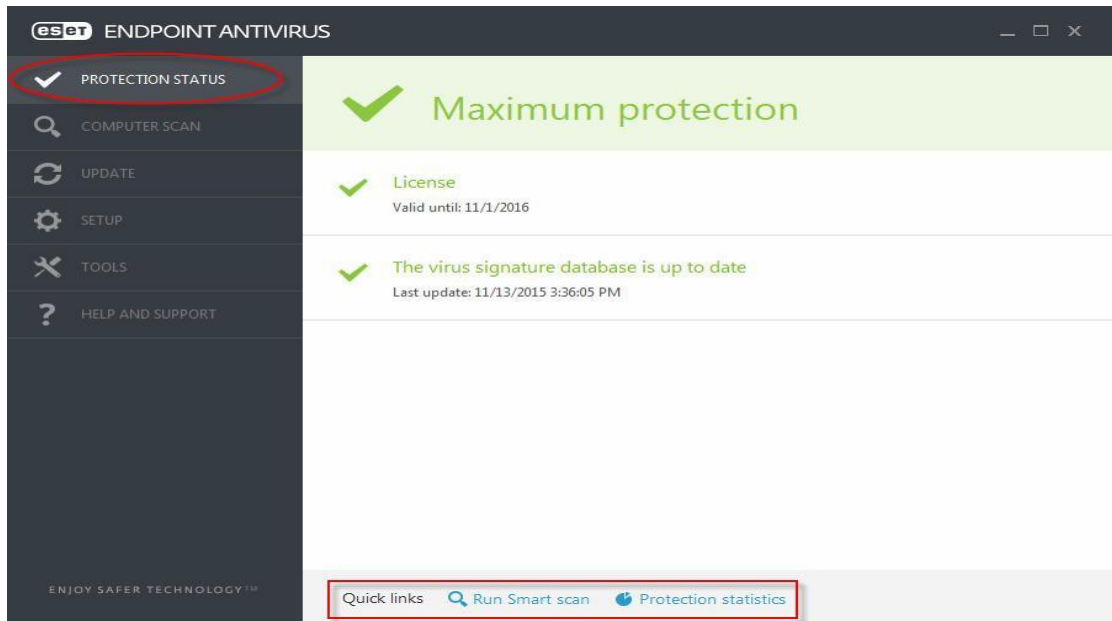 eset ENDPOINT ANTIVIRUS
PROTECTION STATUS
COMPUTER SCAN
UPDATE
SETUP
TOOLS
? HELP AND SUPPORT
ENJOY SAFER TECHNOLOGY™
Maximum protection
License
Valid until: 11/1/2016
The virus signature database is up to date
Last update: 11/13/2015 3:36:05 PM
Quick links Run Smart scan Protection statistics